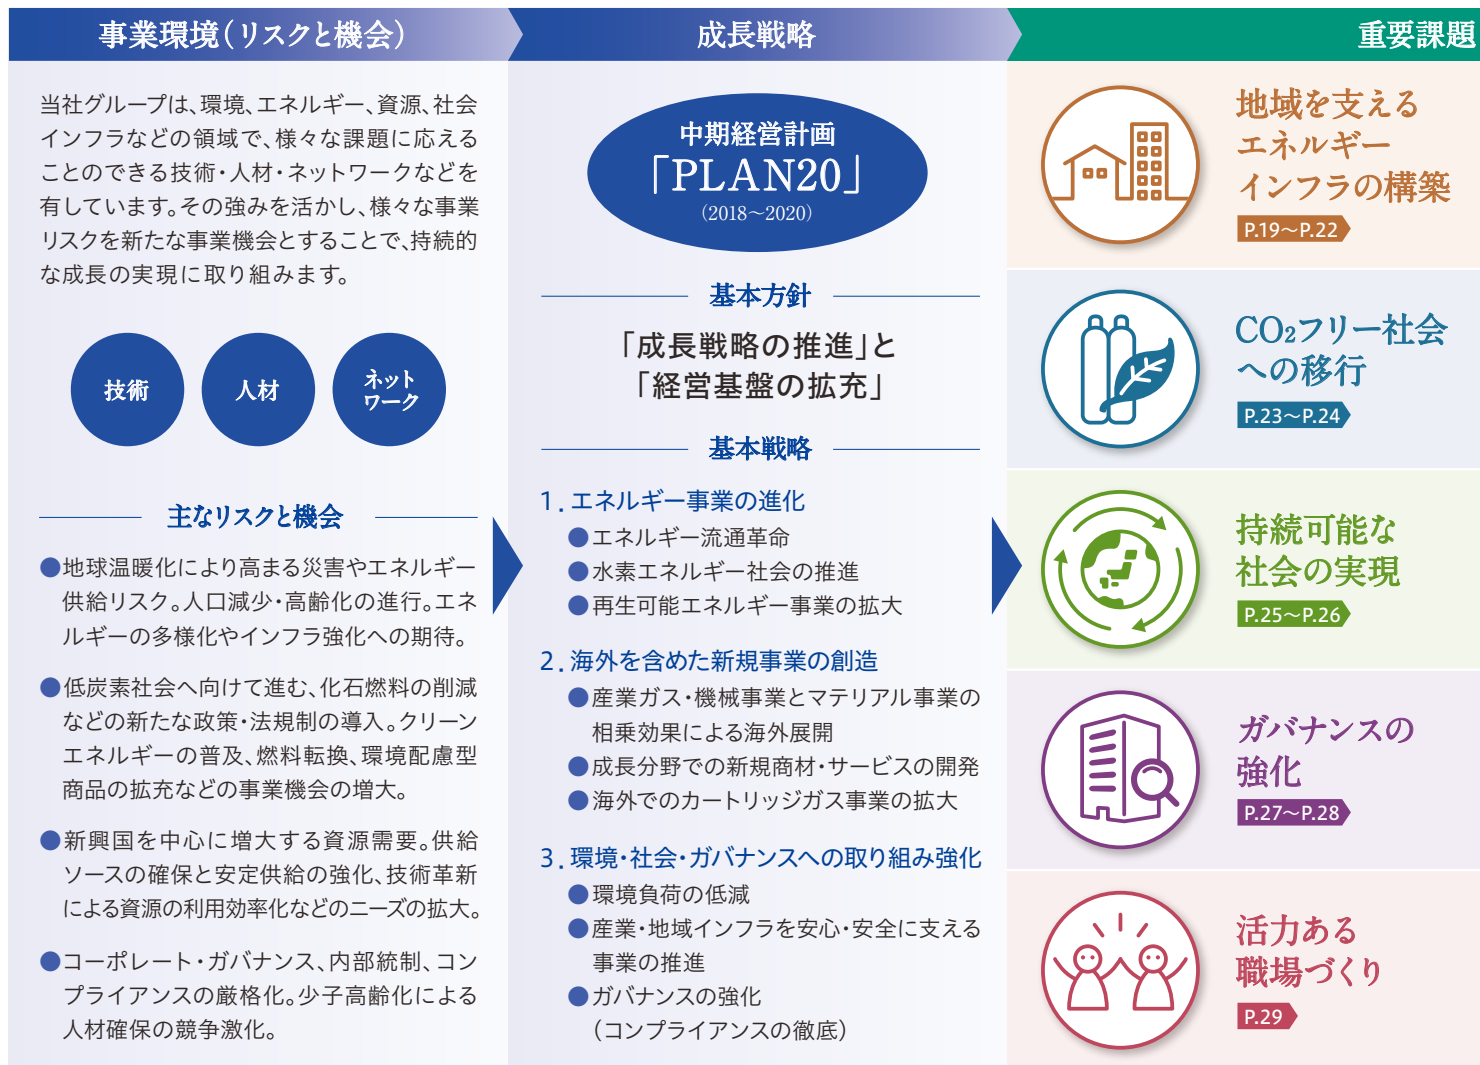 事業環境（リスクと機会）
当社グループは、環境、エネルギー、資源、社会
インフラなどの領域で、様々な課題に応える
ことのできる技術・人材・ネットワークなどを
有しています。その強みを活かし、様々な事業
リスクを新たな事業機会とすることで、持続的
な成長の実現に取り組みます。
技術
人材
ネット
ワーク
主なリスクと機会
●地球温暖化により高まる災害やエネルギー
供給リスク。人口減少・高齢化の進行。エネ
ルギーの多様化やインフラ強化への期待。
●低炭素社会へ向けて進む、化石燃料の削減
などの新たな政策・法規制の導入。クリーン
エネルギーの普及、燃料転換、環境配慮型
商品の拡充などの事業機会の増大。
●新興国を中心に増大する資源需要。供給
ソースの確保と安定供給の強化、技術革新
による資源の利用効率化などのニーズの拡大。
●コーポレート・ガバナンス、内部統制、コン
プライアンスの厳格化。少子高齢化による
人材確保の競争激化。
成長戦略
中期経営計画
「PLAN20」
（2018〜2020）
基本方針
「成長戦略の推進」と
「経営基盤の拡充」
基本戦略
1. エネルギー事業の進化
●エネルギー流通革命
●水素エネルギー社会の推進
●再生可能エネルギー事業の拡大
2. 海外を含めた新規事業の創造
●産業ガス・機械事業とマテリアル事業の
相乗効果による海外展開
●成長分野での新規商材・サービスの開発
●海外でのカートリッジガス事業の拡大
3. 環境・社会・ガバナンスへの取り組み強化
●環境負荷の低減
●産業・地域インフラを安心・安全に支える
事業の推進
●ガバナンスの強化
（コンプライアンスの徹底）
重要課題
地域を支える
エネルギー
インフラの構築
P.19〜P.22
CO₂フリー社会
への移行
P.23〜P.24
持続可能な
社会の実現
P.25〜P.26
ガバナンスの
強化
P.27〜P.28
活力ある
職場づくり
P.29